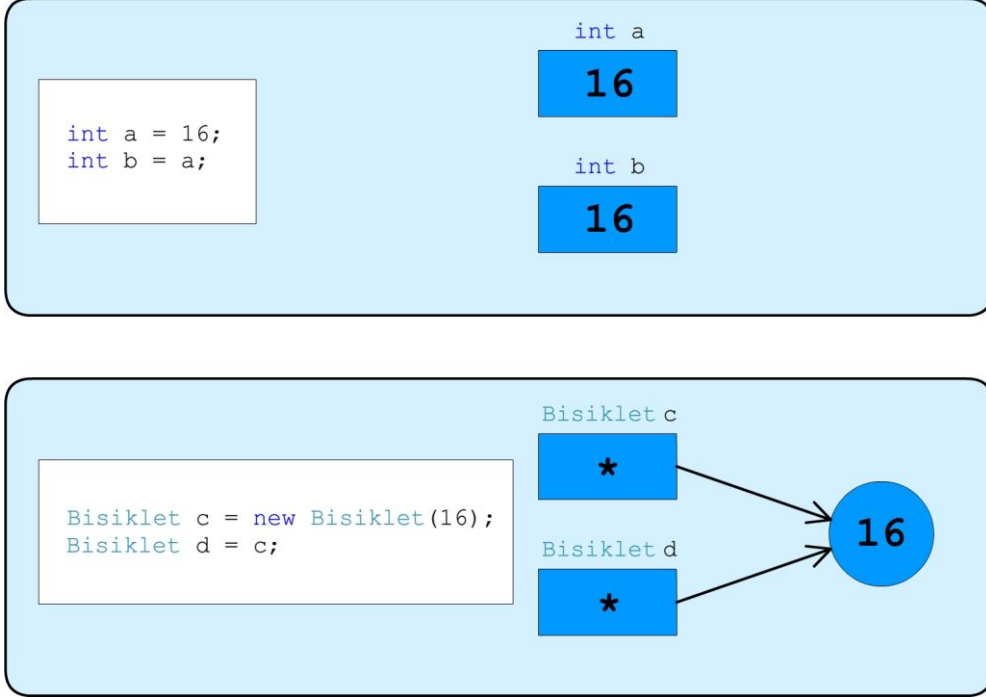 int a = 16;
int b = a;
int a
16
int b
16
Bisiklet c = new Bisiklet(16);
Bisiklet d = c;
Bisiklet c
*
Bisiklet d
*
16